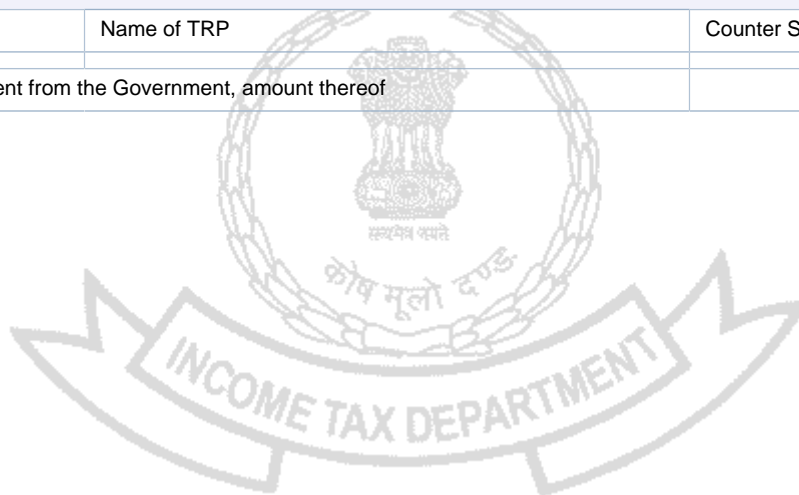 Name of TRP Counter S
ent from the Government, amount thereof
सत्यमेव जयते
कोष मूलो दण्ड
INCOME TAX DEPARTMENT